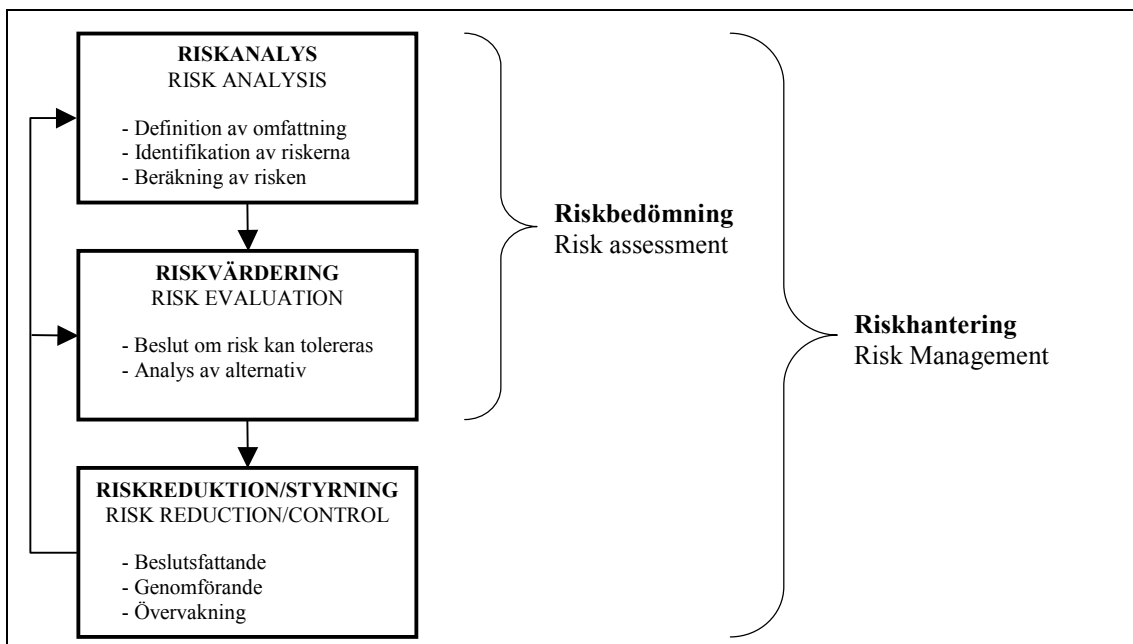 RISKANALYS
RISK ANALYSIS
- Definition av omfattning
- Identifikation av riskerna
- Beräkning av risken
RISKVÄRDERING
RISK EVALUATION
- Beslut om risk kan tolereras
- Analys av alternativ
RISKREDUKTION/STYRNING
RISK REDUCTION/CONTROL
- Beslutsfattande
- Genomförande
- Övervakning
Riskbedömning
Risk assessment
Riskhantering
Risk Management